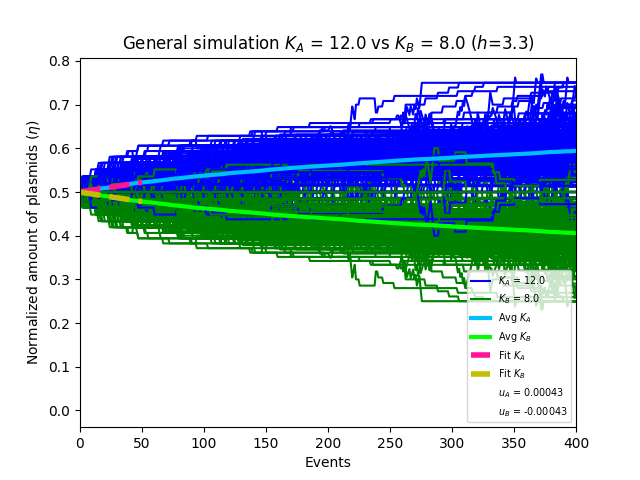 General simulation K_A = 12.0 vs K_B = 8.0 (h=3.3)
Normalized amount of plasmids (η)
0.8
0.7
0.6
0.5
0.4
0.3
0.2
0.1
0.0
K_A = 12.0
K_B = 8.0
Avg K_A
Avg K_B
Fit K_A
Fit K_B
u_A = 0.00043
u_B = -0.00043
0 50 100 150 200 250 300 350 400
Events